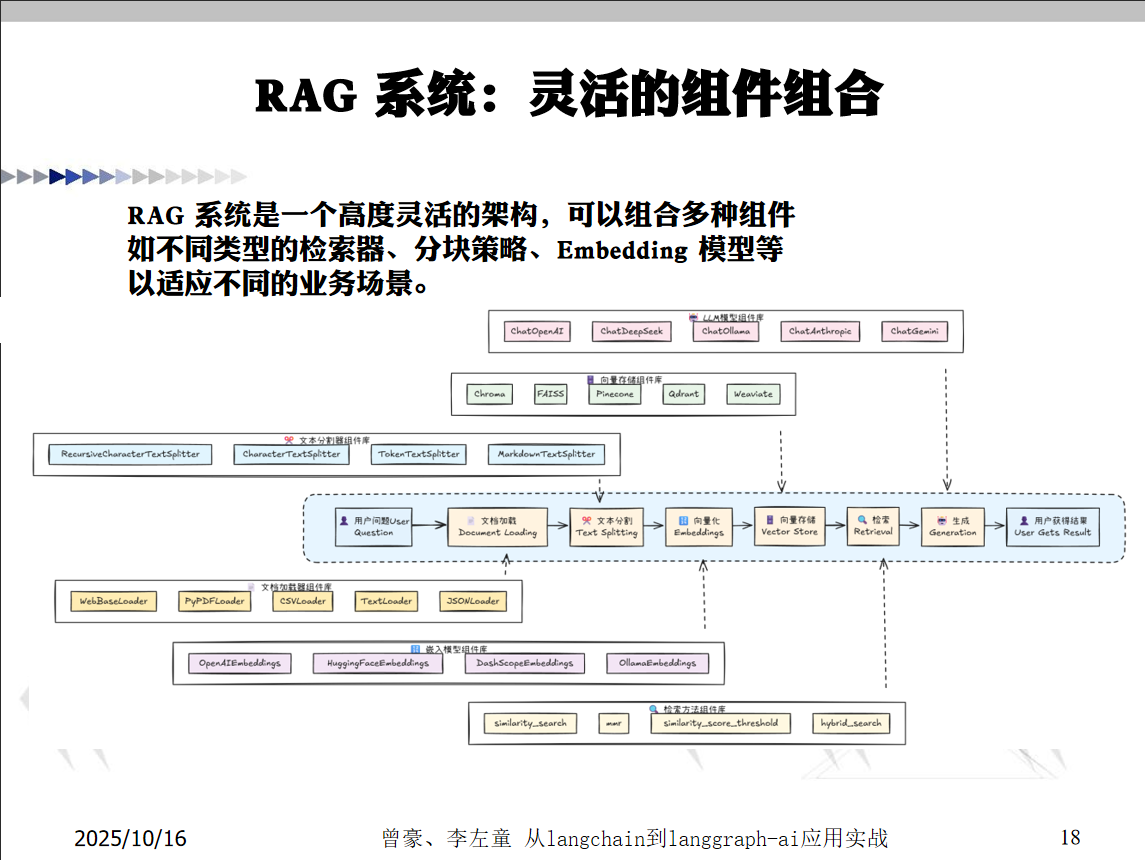 RAG 系统：灵活的组件组合
RAG 系统是一个高度灵活的架构，可以组合多种组件
如不同类型的检索器、分块策略、Embedding 模型等
以适应不同的业务场景。
LLM模型组件库
ChatOpenAI
ChatDeepSeek
ChatOllama
ChatAnthropic
ChatGemini
向量存储组件库
Chroma
FAISS
Pinecone
Qdrant
Weaviate
文本分割器组件库
RecursiveCharacterTextSplitter
CharacterTextSplitter
TokenTextSplitter
MarkdownTextSplitter
用户问题User
Question
文档加载
Document Loading
文本分割
Text Splitting
向量化
Embeddings
向量存储
Vector Store
检索
Retrieval
生成
Generation
用户获得结果
User Gets Result
文档加载器组件库
WebBaseLoader
PyPDFLoader
CSVLoader
TextLoader
JSONLoader
嵌入模型组件库
OpenAIEmbeddings
HuggingFaceEmbeddings
DashScopeEmbeddings
OllamaEmbeddings
检索方法组件库
similarity_search
mmr
similarity_score_threshold
hybrid_search
2025/10/16
曾豪、李左童 从langchain到langgraph-ai应用实战
18